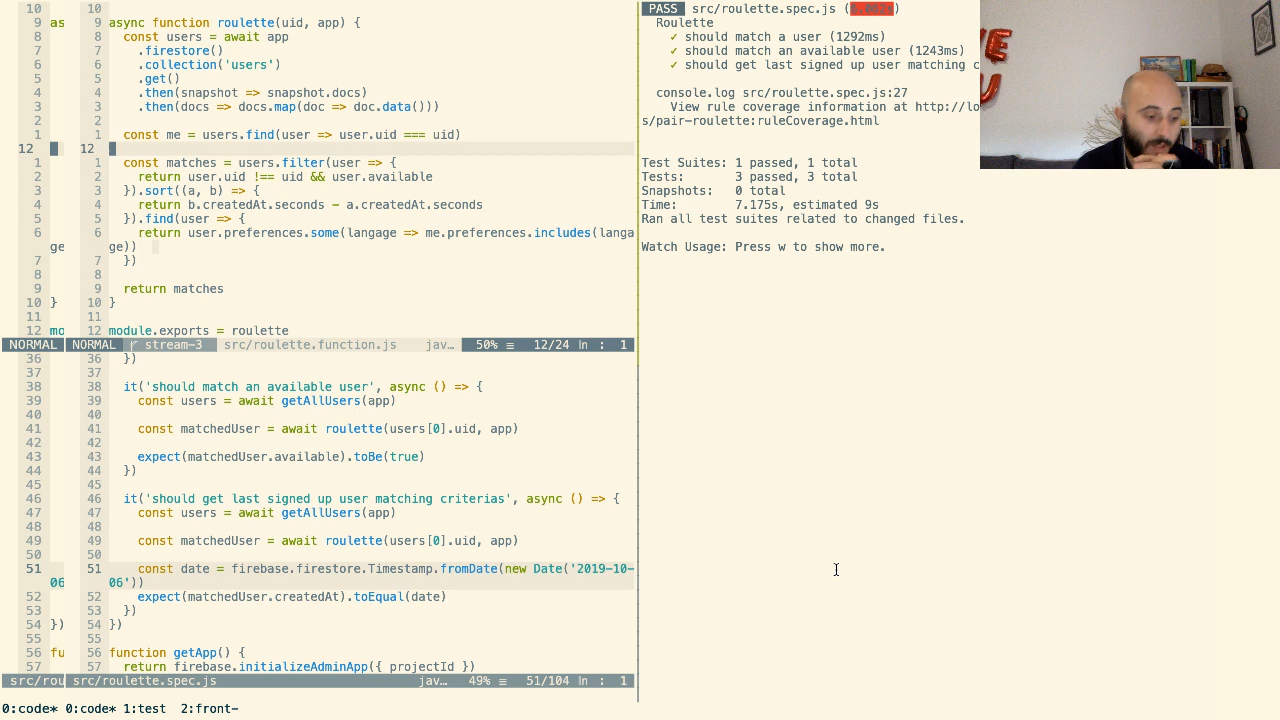 10 10
as 9 async function roulette(uid, app) {
8 8 const users = await app
7 7 .firestore()
6 6 .collection('users')
5 5 .get()
4 4 .then(snapshot => snapshot.docs)
3 3 .then(docs => docs.map(doc => doc.data()))
2 2
1 1 const me = users.find(user => user.uid === uid)
12 12
1 1 const matches = users.filter(user => {
2 2 return user.uid !== uid && user.available
3 3 }).sort((a, b) => {
4 4 return b.createdAt.seconds - a.createdAt.seconds
5 5 }).find(user => {
6 6 return user.preferences.some(langage => me.preferences.includes(langa
ge ge))
7 7 })
8 8
9 9 return matches
10 } 10 }
11 11
12 mo 12 module.exports = roulette
NORMAL NORMAL stream-3 src/roulette.function.js jav… 50% ≡ 12/24 ln : 1
36 36 })
37 37
38 38 it('should match an available user', async () => {
39 39 const users = await getAllUsers(app)
40 40
41 41 const matchedUser = await roulette(users[0].uid, app)
42 42
43 43 expect(matchedUser.available).toBe(true)
44 44 })
45 45
46 46 it('should get last signed up user matching criterias', async () => {
47 47 const users = await getAllUsers(app)
48 48
49 49 const matchedUser = await roulette(users[0].uid, app)
50 50
51 51 const date = firebase.firestore.Timestamp.fromDate(new Date('2019-10-
06 06'))
52 52 expect(matchedUser.createdAt).toEqual(date)
53 53 })
54 }) 54 })
55 55
56 fu 56 function getApp() {
57 57 return firebase.initializeAdminApp({ projectId })
src/rou src/roulette.spec.js jav… 49% ≡ 51/104 ln : 1
0:code* 0:code* 1:test 2:front-
PASS src/roulette.spec.js ()
Roulette
✓ should match a user (1292ms)
✓ should match an available user (1243ms)
✓ should get last signed up user matching c
console.log src/roulette.spec.js:27
View rule coverage information at http://lo
s/pair-roulette:ruleCoverage.html
Test Suites: 1 passed, 1 total
Tests: 3 passed, 3 total
Snapshots: 0 total
Time: 7.175s, estimated 9s
Ran all test suites related to changed files.
Watch Usage: Press w to show more.